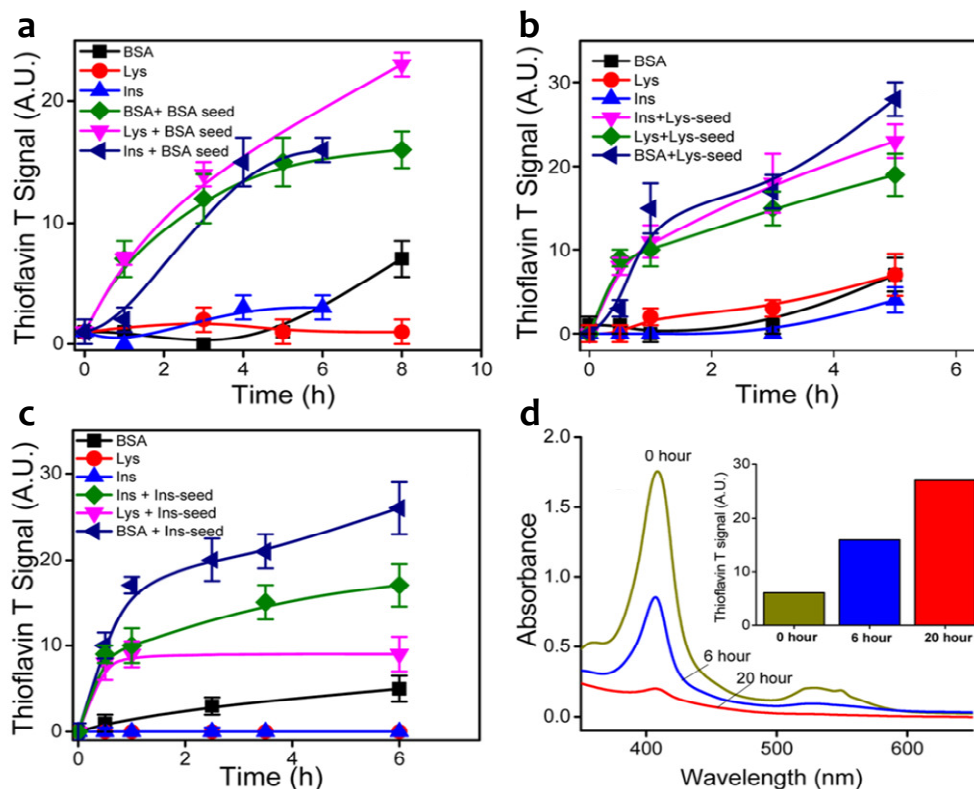 a
Thioflavin T Signal (A.U.)
20
10
0
BSA
Lys
Ins
BSA+ BSA seed
Lys + BSA seed
Ins + BSA seed
0 2 4 6 8 10
Time (h)
b
Thioflavin T Signal (A.U.)
30
20
10
0
BSA
Lys
Ins
Ins+Lys-seed
Lys+Lys-seed
BSA+Lys-seed
0 2 4 6
Time (h)
c
Thioflavin T Signal (A.U.)
30
20
10
0
BSA
Lys
Ins
Ins + Ins-seed
Lys + Ins-seed
BSA + Ins-seed
0 2 4 6
Time (h)
d
Absorbance
2.0
1.5
1.0
0.5
0.0
0 hour
6 hour
20 hour
400 500 600
Wavelength (nm)
Thioflavin T signal (A.U.)
30
20
10
0
0 hour 6 hour 20 hour